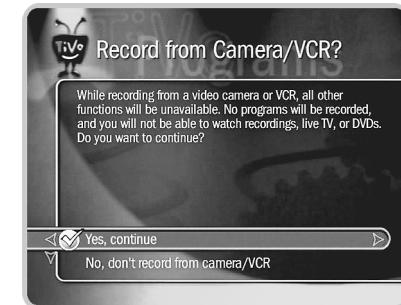 TiVo
Record from Camera/VCR?
While recording from a video camera or VCR, all other
functions will be unavailable. No programs will be recorded,
and you will not be able to watch recordings, live TV, or DVDs.
Do you want to continue?
Yes, continue
No, don't record from camera/VCR